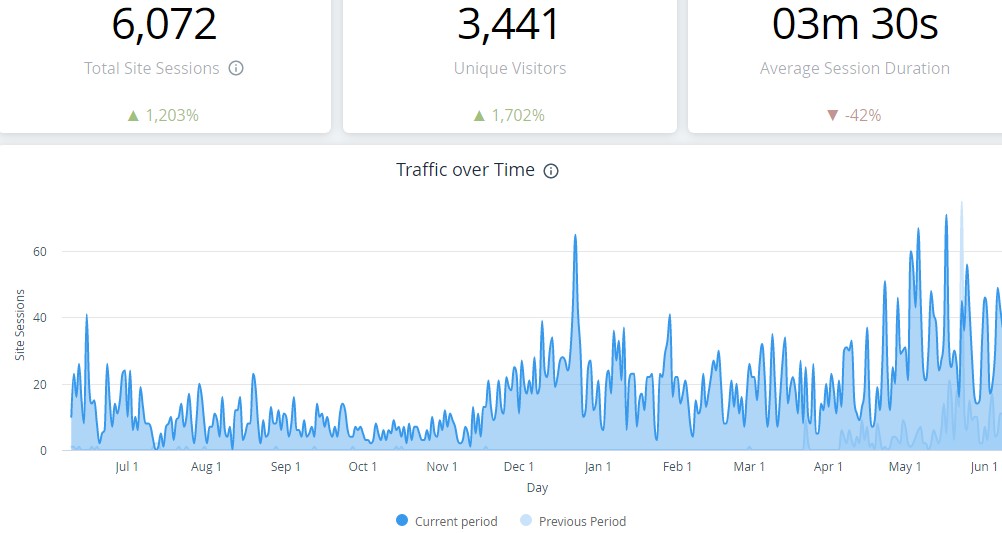 6,072
3,441
03m 30s
Total Site Sessions
Unique Visitors
Average Session Duration
▲ 1,203%
▲ 1,702%
▼ -42%
Traffic over Time
60
40
20
0
Site Sessions
Jul 1
Aug 1
Sep 1
Oct 1
Nov 1
Dec 1
Jan 1
Feb 1
Mar 1
Apr 1
May 1
Jun 1
Day
Current period
Previous Period